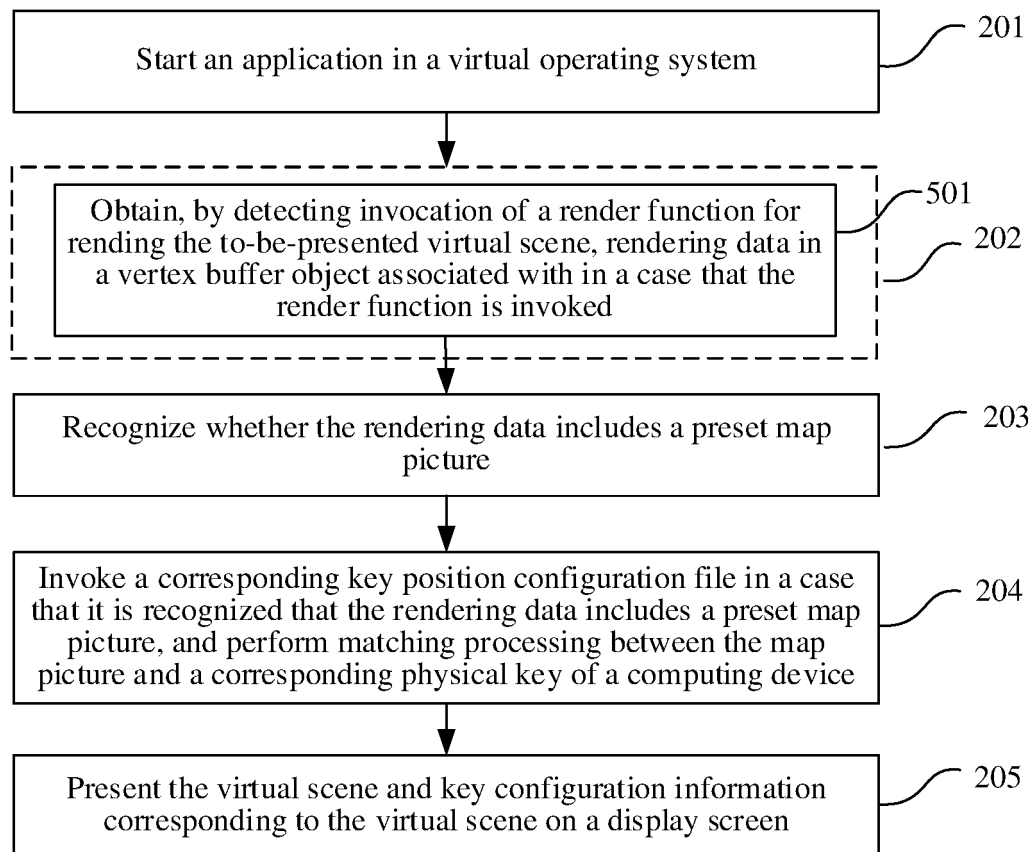 Start an application in a virtual operating system
201
Obtain, by detecting invocation of a render function for
rending the to-be-presented virtual scene, rendering data in
a vertex buffer object associated with in a case that the
render function is invoked
501
202
Recognize whether the rendering data includes a preset map
picture
203
Invoke a corresponding key position configuration file in a case
that it is recognized that the rendering data includes a preset map
picture, and perform matching processing between the map
picture and a corresponding physical key of a computing device
204
Present the virtual scene and key configuration information
corresponding to the virtual scene on a display screen
205